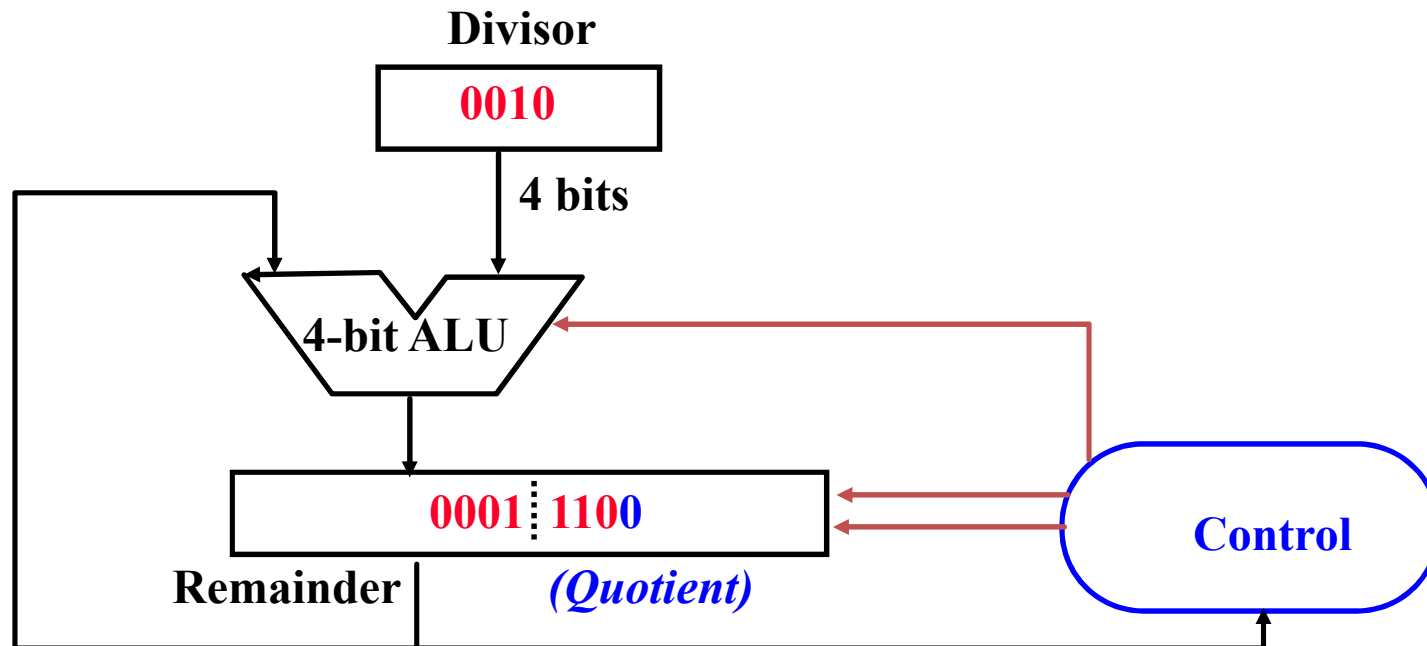 Divisor
0010
4 bits
4-bit ALU
0001 1100
Control
Remainder (Quotient)